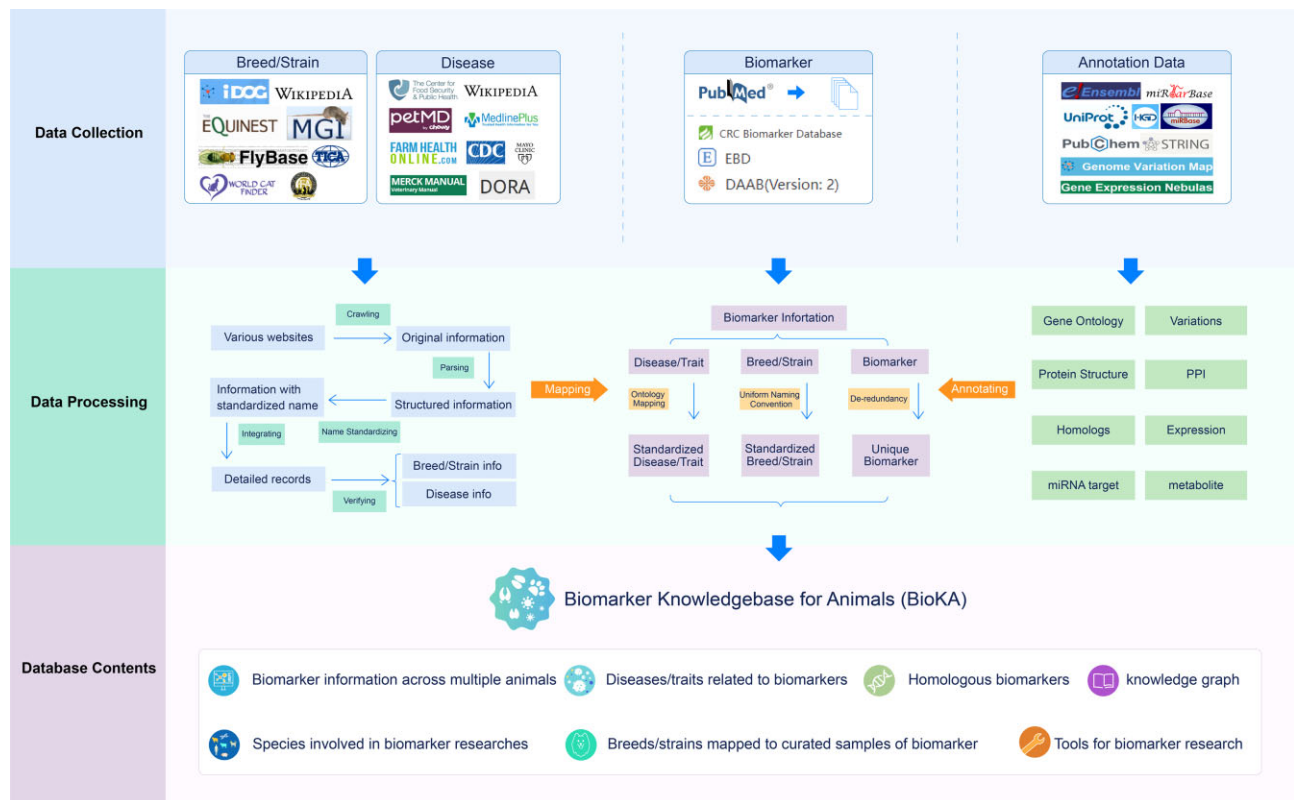 Data Collection
Breed/Strain
iDOG
WIKIPEDIA
THE
EQUINEST
MGI
FlyBase
TICA
WORLD CAT
FINDER
Disease
The Center for
Food Security
& Public Health
WIKIPEDIA
petMD
by Chewy
MedlinePlus
FARM HEALTH
ONLINE.COM
CDC
MAYO
CLINIC
MERCK MANUAL
Veterinary Manual
DORA
Biomarker
PubMed®
CRC Biomarker Database
E
EBD
DAAB(Version: 2)
Annotation Data
e!Ensembl
miRTarBase
UniProt
HGD
miRBase
PubChem
STRING
Genome Variation Map
Gene Expression Nebulas
Data Processing
Crawling
Various websites
Original information
Parsing
Information with
standardized name
Structured information
Integrating
Name Standardizing
Detailed records
Verifying
Breed/Strain info
Disease info
Mapping
Biomarker Infortation
Disease/Trait
Breed/Strain
Biomarker
Ontology
Mapping
Uniform Naming
Convention
De-redundancy
Standardized
Disease/Trait
Standardized
Breed/Strain
Unique
Biomarker
Annotating
Gene Ontology
Variations
Protein Structure
PPI
Homologs
Expression
miRNA target
metabolite
Database Contents
Biomarker Knowledgebase for Animals (BioKA)
Biomarker information across multiple animals
Diseases/traits related to biomarkers
Homologous biomarkers
knowledge graph
Species involved in biomarker researches
Breeds/strains mapped to curated samples of biomarker
Tools for biomarker research